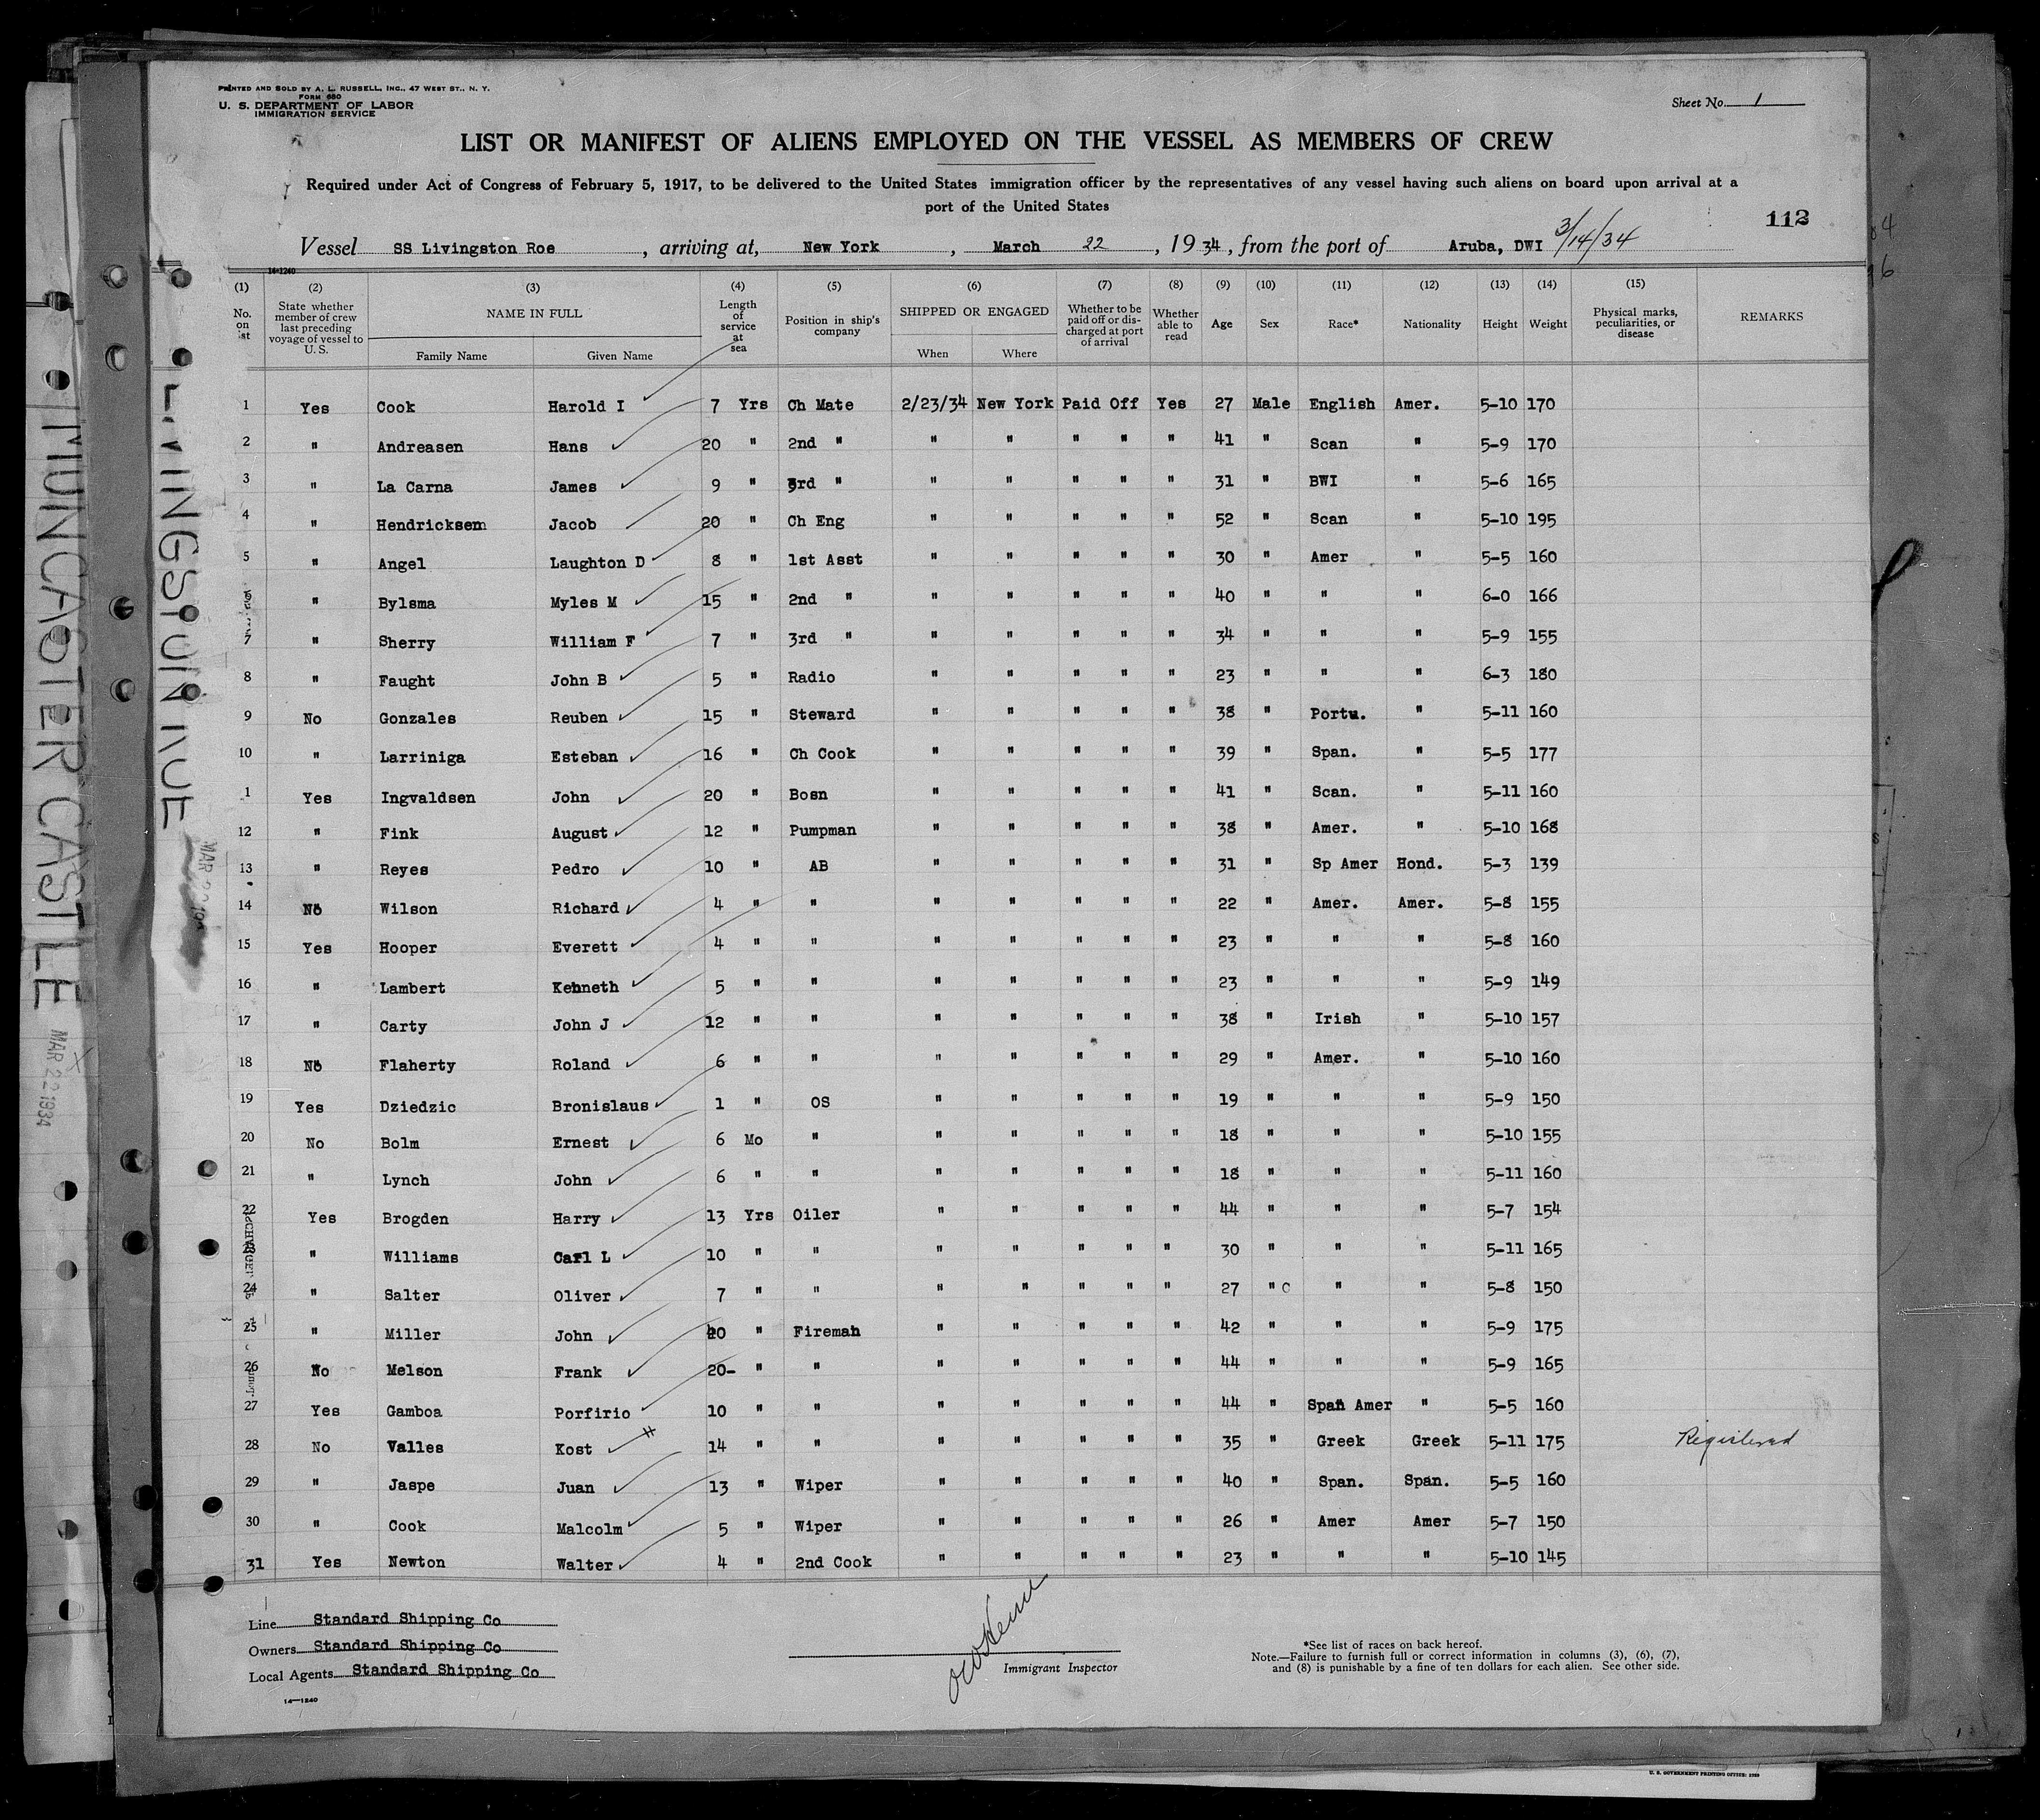 PRINTED AND SOLD BY A. L. RUSSELL, INC., 47 WEST ST., N. Y.
FORM 680
U. S. DEPARTMENT OF LABOR
IMMIGRATION SERVICE
Sheet No. 1
LIST OR MANIFEST OF ALIENS EMPLOYED ON THE VESSEL AS MEMBERS OF CREW
Required under Act of Congress of February 5, 1917, to be delivered to the United States immigration officer by the representatives of any vessel having such aliens on board upon arrival at a
port of the United States
112
Vessel SS Livingston Roe, arriving at, New York, March 22, 1934, from the port of Aruba, DWI 3/14/34
14-1240
(1) (2) (3) (4) (5) (6) (7) (8) (9) (10) (11) (12) (13) (14) (15)
No. on list State whether member of crew last preceding voyage of vessel to U. S. NAME IN FULL Family Name Given Name Length of service at sea Position in ship's company SHIPPED OR ENGAGED When Where Whether to be paid off or discharged at port of arrival Whether able to read Age Sex Race* Nationality Height Weight Physical marks, peculiarities, or disease REMARKS
1 Yes Cook Harold I 7 Yrs Ch Mate 2/23/34 New York Paid Off Yes 27 Male English Amer. 5-10 170
2 " Andreasen Hans 20 " 2nd " " " " " " 41 " Scan " 5-9 170
3 " La Carna James 9 " 3rd " " " " " " 31 " BWI " 5-6 165
4 " Hendricksen Jacob 20 " Ch Eng " " " " " 52 " Scan " 5-10 195
5 " Angel Laughton D 8 " 1st Asst " " " " " 30 " Amer " 5-5 160
" Bylsma Myles M 15 " 2nd " " " " " " 40 " " " 6-0 166
7 " Sherry William F 7 " 3rd " " " " " " 34 " " " 5-9 155
8 " Faught John B 5 " Radio " " " " " 23 " " " 6-3 180
9 No Gonzales Reuben 15 " Steward " " " " " 38 " Portu. " 5-11 160
10 " Larriniga Esteban 16 " Ch Cook " " " " " 39 " Span. " 5-5 177
1 Yes Ingvaldsen John 20 " Bosn " " " " " 41 " Scan. " 5-11 160
12 " Fink August 12 " Pumpman " " " " " 38 " Amer. " 5-10 168
13 " Reyes Pedro 10 " AB " " " " " 31 " Sp Amer Hond. 5-3 139
14 No Wilson Richard 4 " " " " " " " 22 " Amer. Amer. 5-8 155
15 Yes Hooper Everett 4 " " " " " " " 23 " " " 5-8 160
16 " Lambert Kenneth 5 " " " " " " " 23 " " " 5-9 149
17 " Carty John J 12 " " " " " " " 38 " Irish " 5-10 157
18 No Flaherty Roland 6 " " " " " " " 29 " Amer. " 5-10 160
19 Yes Dziedzic Bronislaus 1 " OS " " " " " 19 " " " 5-9 150
20 No Bolm Ernest 6 Mo " " " " " " 18 " " " 5-10 155
21 " Lynch John 6 " " " " " " " 18 " " " 5-11 160
22 Yes Brogden Harry 13 Yrs Oiler " " " " " 44 " " " 5-7 154
23 " Williams Carl L 10 " " " " " " " 30 " " " 5-11 165
24 " Salter Oliver 7 " " " " " " " 27 " C " " 5-8 150
25 " Miller John 20 " Fireman " " " " " 42 " " " 5-9 175
26 No Melson Frank 20- " " " " " " " 44 " " " 5-9 165
27 Yes Gamboa Porfirio 10 " " " " " " " 44 " Span Amer " 5-5 160
28 No Valles Kost 14 " " " " " " " 35 " Greek Greek 5-11 175 Registered
29 " Jaspe Juan 13 " Wiper " " " " " 40 " Span. Span. 5-5 160
30 " Cook Malcolm 5 " Wiper " " " " " 26 " Amer Amer 5-7 150
31 Yes Newton Walter 4 " 2nd Cook " " " " " 23 " " " 5-10 145
Line Standard Shipping Co
Owners Standard Shipping Co
Local Agents Standard Shipping Co
14-1240
Immigrant Inspector
*See list of races on back hereof.
Note.—Failure to furnish full or correct information in columns (3), (6), (7),
and (8) is punishable by a fine of ten dollars for each alien. See other side.
MUNCASTER CASTLE
MAR 22 1934
LIVINGSTON ROE
U. S. GOVERNMENT PRINTING OFFICE: 1929